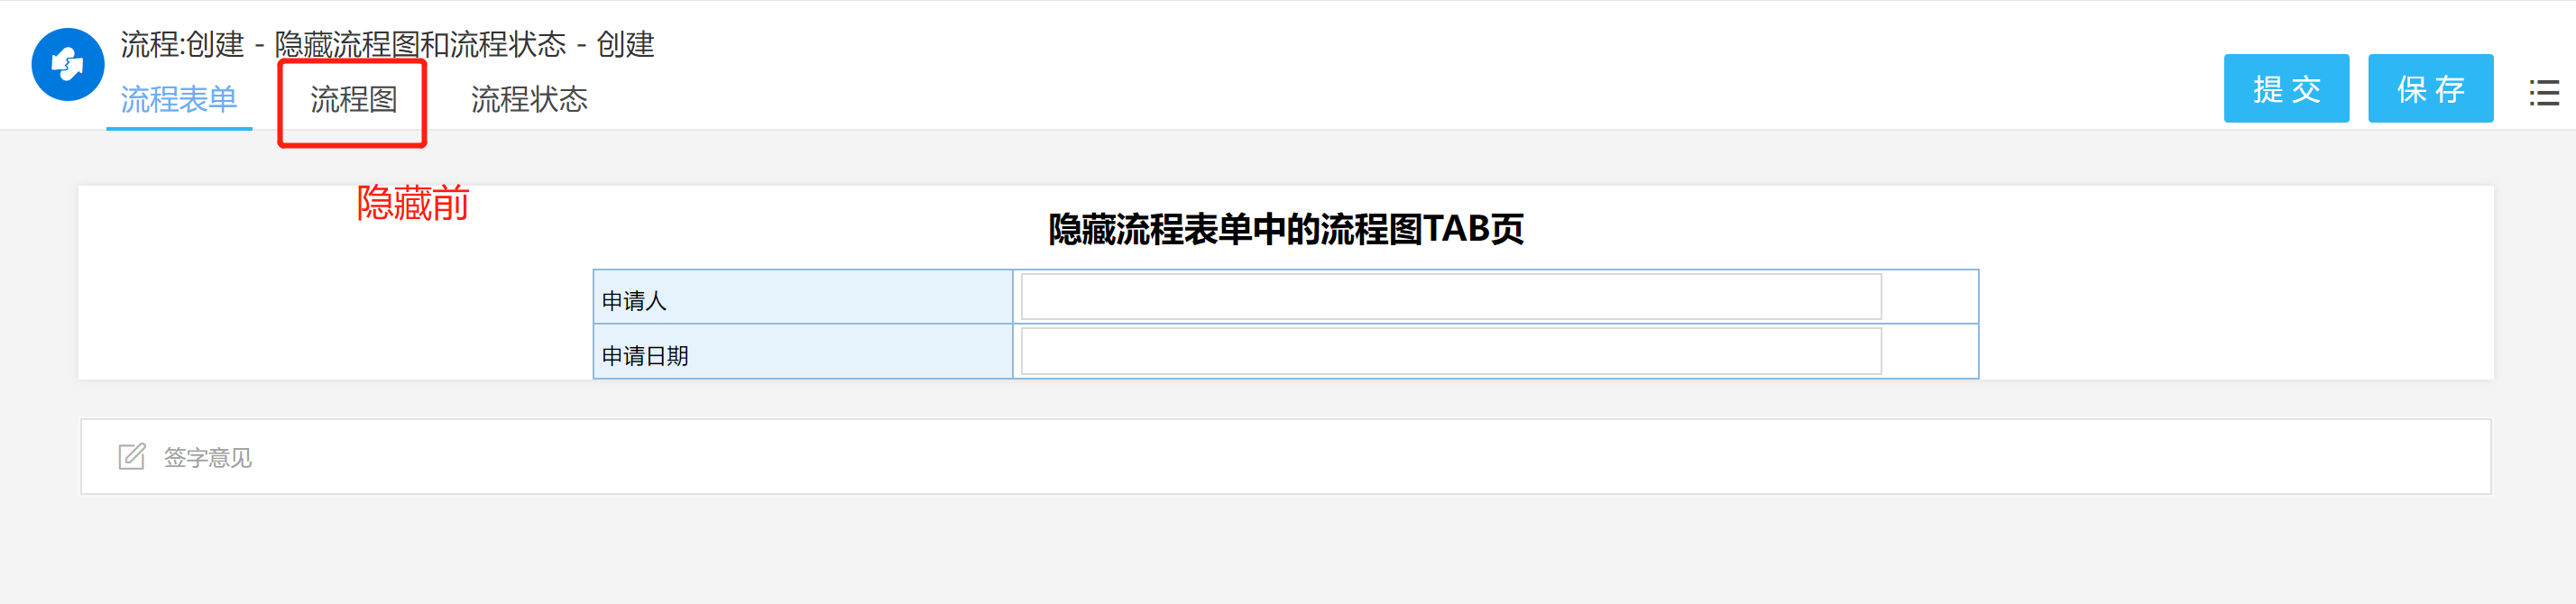 流程:创建 - 隐藏流程图和流程状态 - 创建
流程表单 流程图 流程状态
提 交 保 存
隐藏前
隐藏流程表单中的流程图TAB页
申请人
申请日期
签字意见